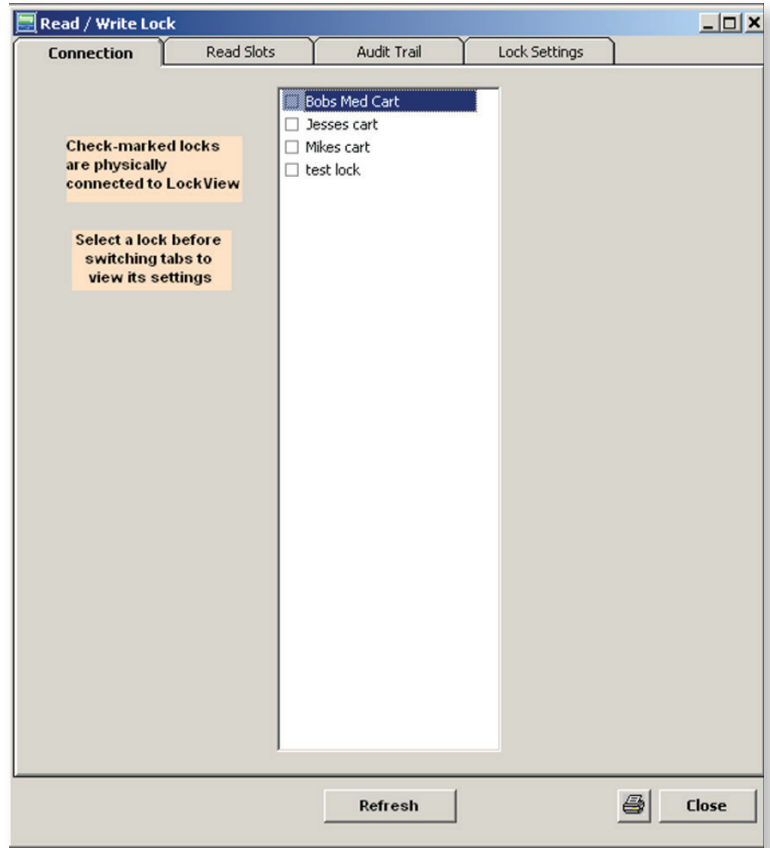 Read / Write Lock
Connection
Read Slots
Audit Trail
Lock Settings
Bobs Med Cart
Jesses cart
Mikes cart
test lock
Check-marked locks
are physically
connected to LockView
Select a lock before
switching tabs to
view its settings
Refresh
Close